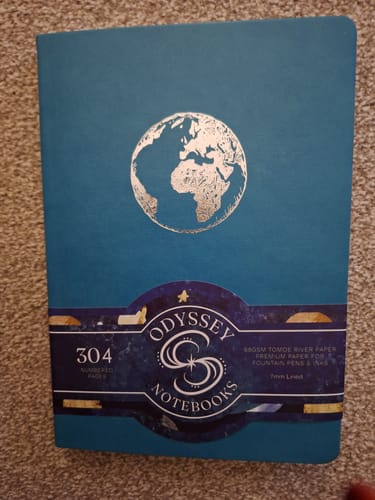 ODYSSEY
304
NUMBERED
PAGES
NOTEBOOKS
68GSM TOMOE RIVER PAPER
PREMIUM PAPER FOR
FOUNTAIN PENS & INKS
7mm Lined